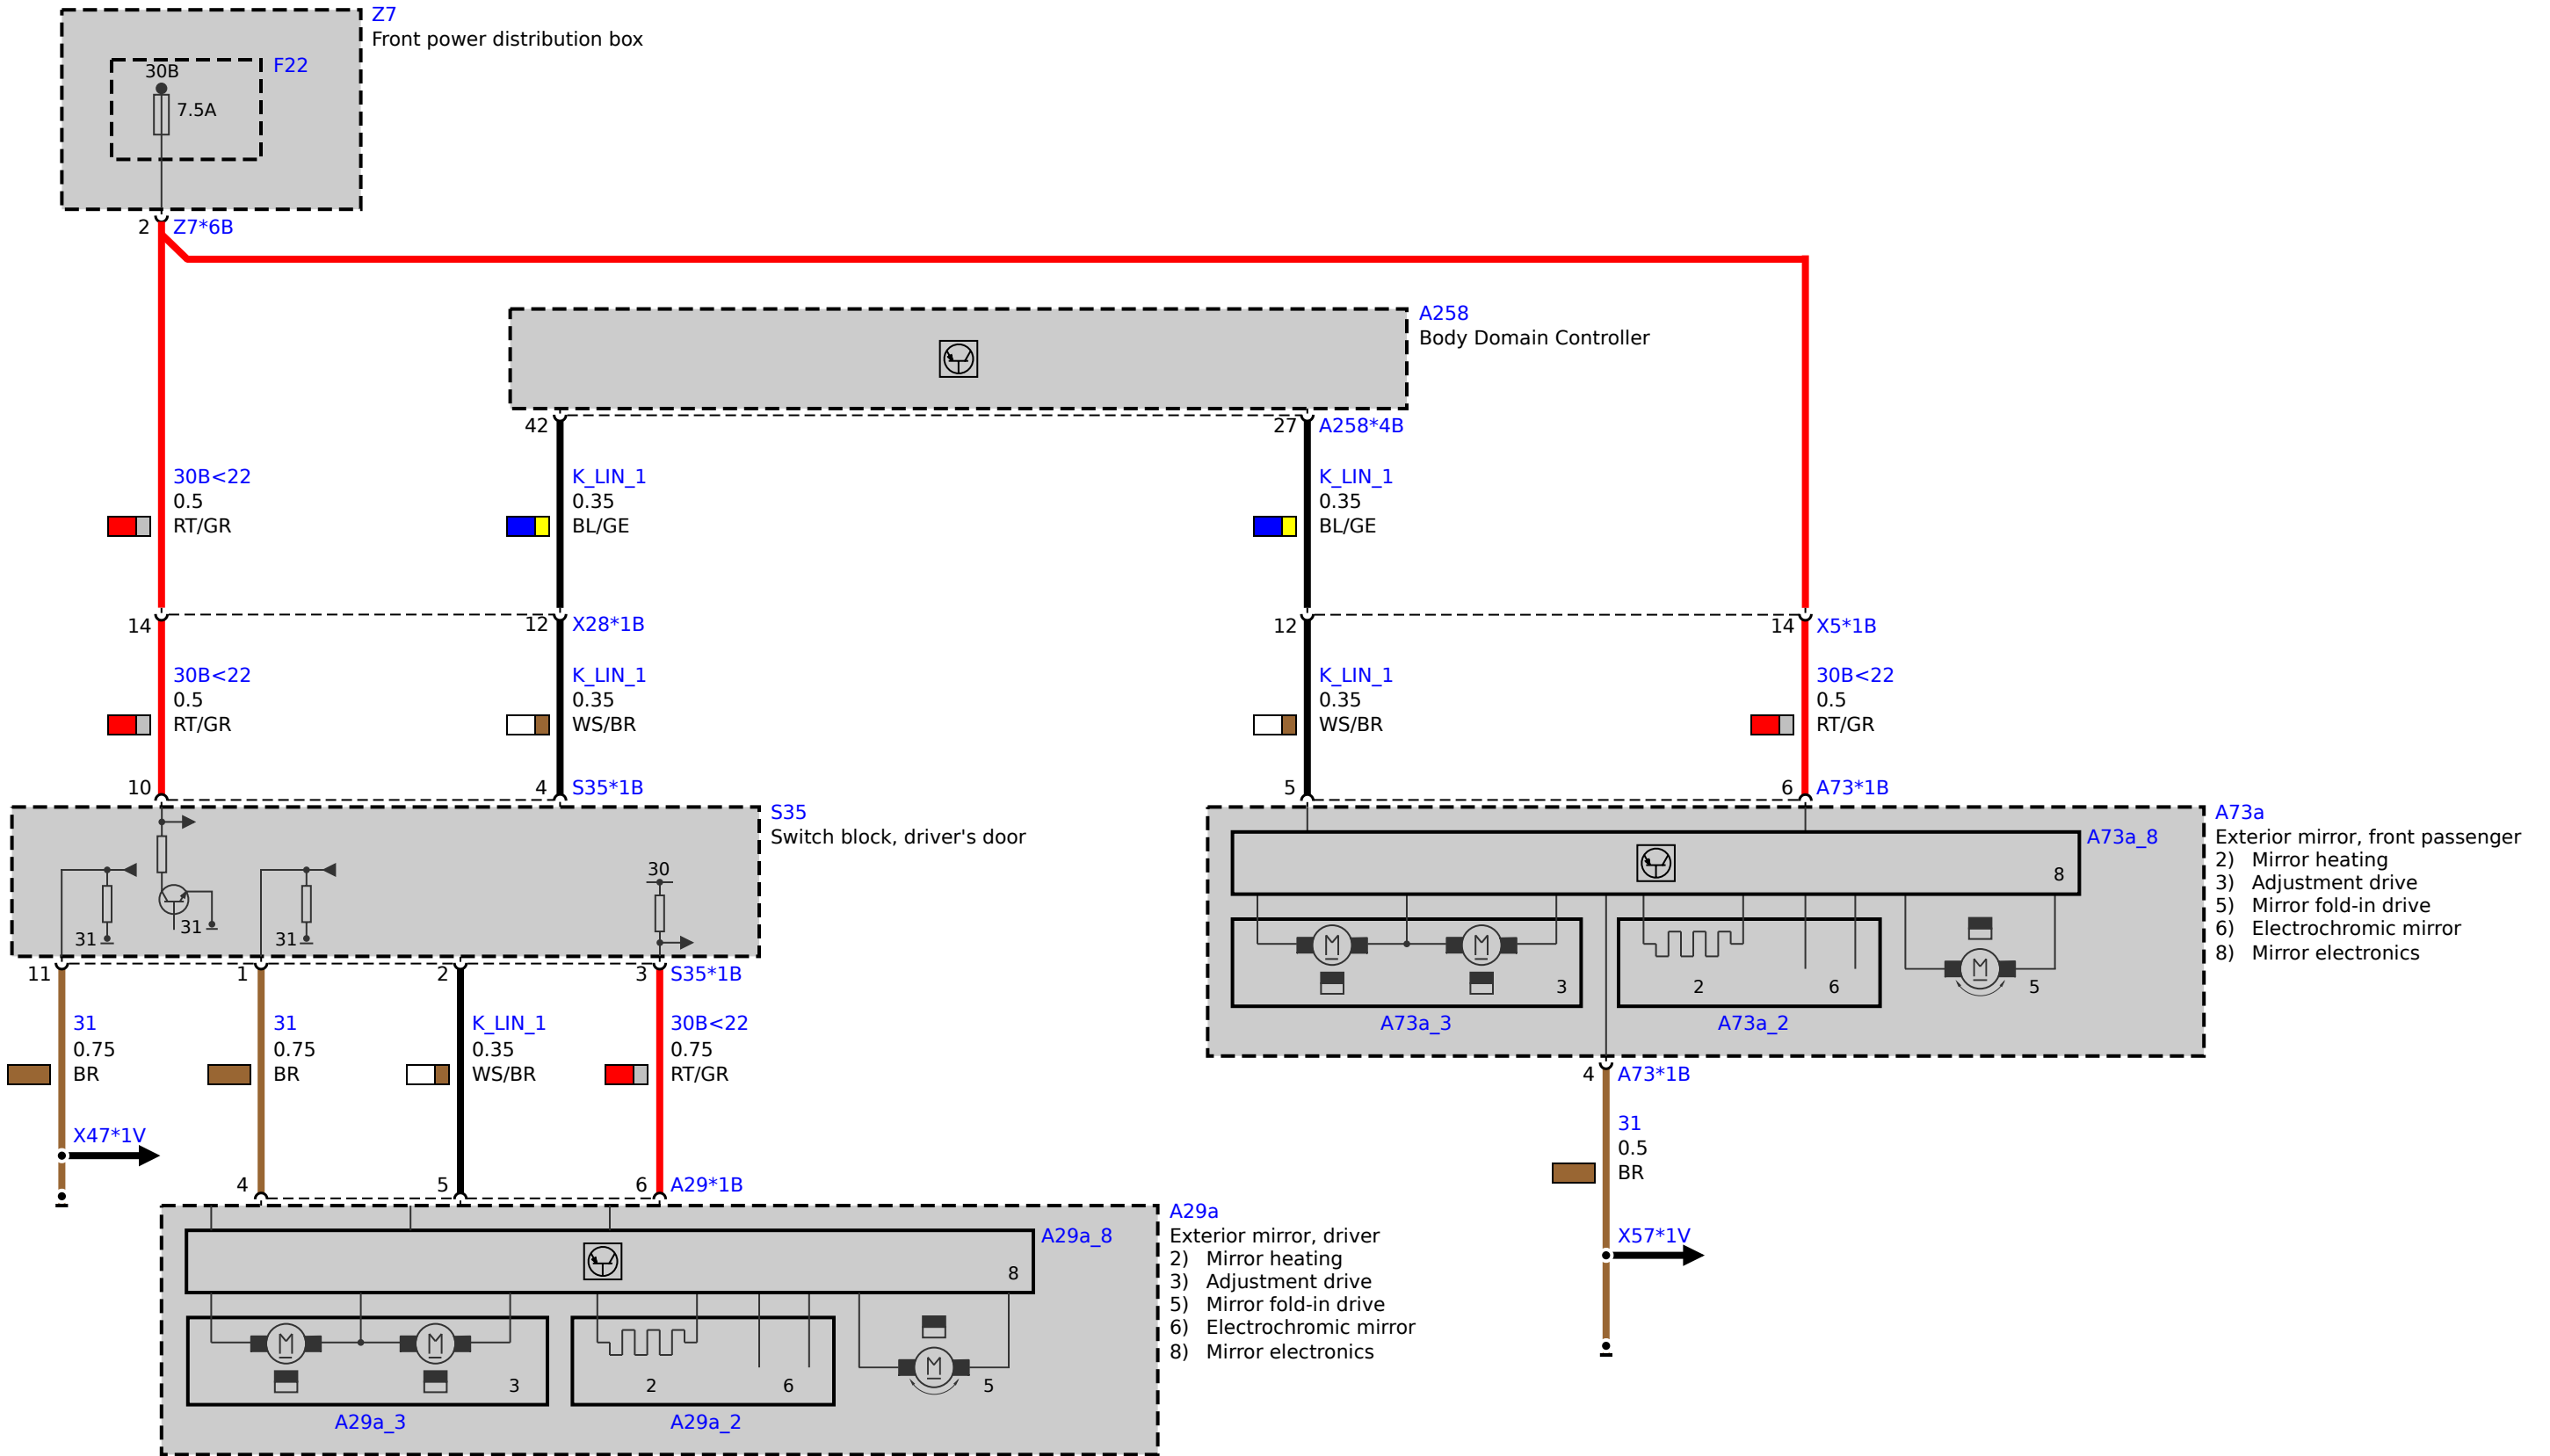 Z7
Front power distribution box
F22
30B
7.5A
2 Z7*6B
A258
Body Domain Controller
42 27 A258*4B
30B<22
0.5
RT/GR
K_LIN_1
0.35
BL/GE
K_LIN_1
0.35
BL/GE
14 12 X28*1B
12 14 X5*1B
30B<22
0.5
RT/GR
K_LIN_1
0.35
WS/BR
K_LIN_1
0.35
WS/BR
30B<22
0.5
RT/GR
10 4 S35*1B
5 6 A73*1B
S35
Switch block, driver's door
30
31 31 31
A73a
Exterior mirror, front passenger
2) Mirror heating
3) Adjustment drive
5) Mirror fold-in drive
6) Electrochromic mirror
8) Mirror electronics
A73a_8
8
M M M
3 2 6 5
A73a_3 A73a_2
11 1 2 3 S35*1B
31
0.75
BR
31
0.75
BR
K_LIN_1
0.35
WS/BR
30B<22
0.75
RT/GR
4 A73*1B
31
0.5
BR
X47*1V
X57*1V
4 5 6 A29*1B
A29a
Exterior mirror, driver
2) Mirror heating
3) Adjustment drive
5) Mirror fold-in drive
6) Electrochromic mirror
8) Mirror electronics
A29a_8
8
M M M
3 2 6 5
A29a_3 A29a_2